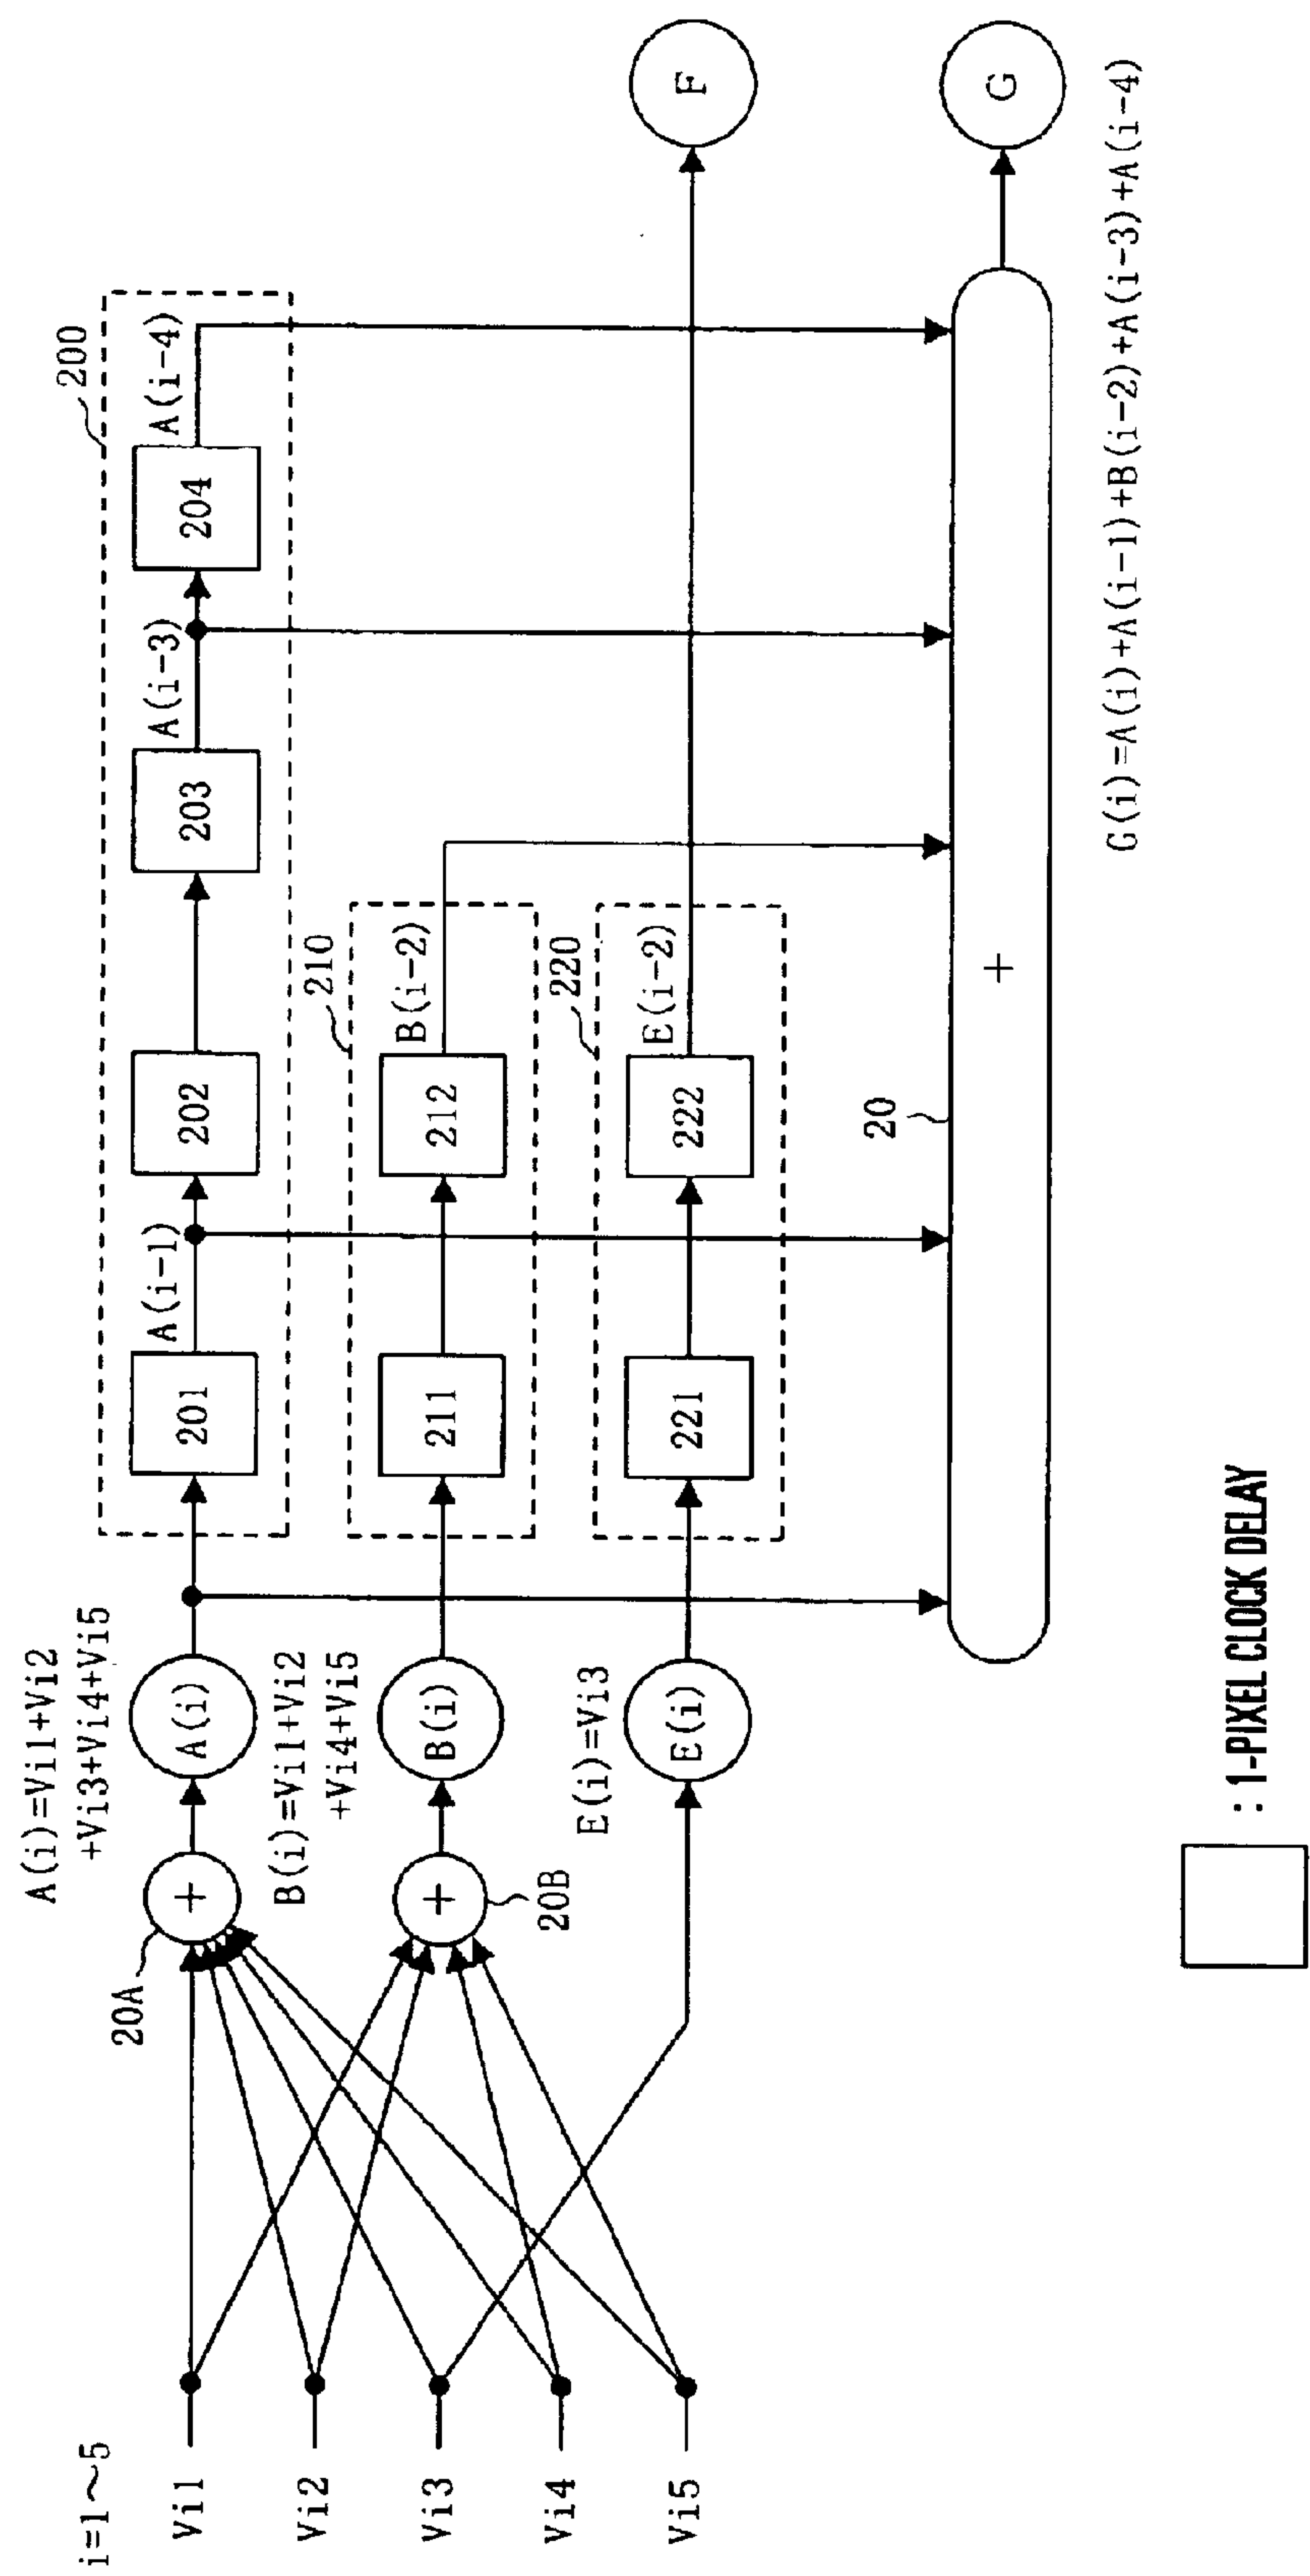 i=1~5
Vi1
Vi2
Vi3
Vi4
Vi5
20A
+
A(i)=Vi1+Vi2
+Vi3+Vi4+Vi5
A(i)
B(i)=Vi1+Vi2
+Vi4+Vi5
+
20B
B(i)
E(i)=Vi3
E(i)
200
201
A(i-1)
202
203
A(i-3)
204
A(i-4)
210
211
212
B(i-2)
220
221
222
E(i-2)
F
20
+
G
G(i)=A(i)+A(i-1)+B(i-2)+A(i-3)+A(i-4)
: 1-PIXEL CLOCK DELAY